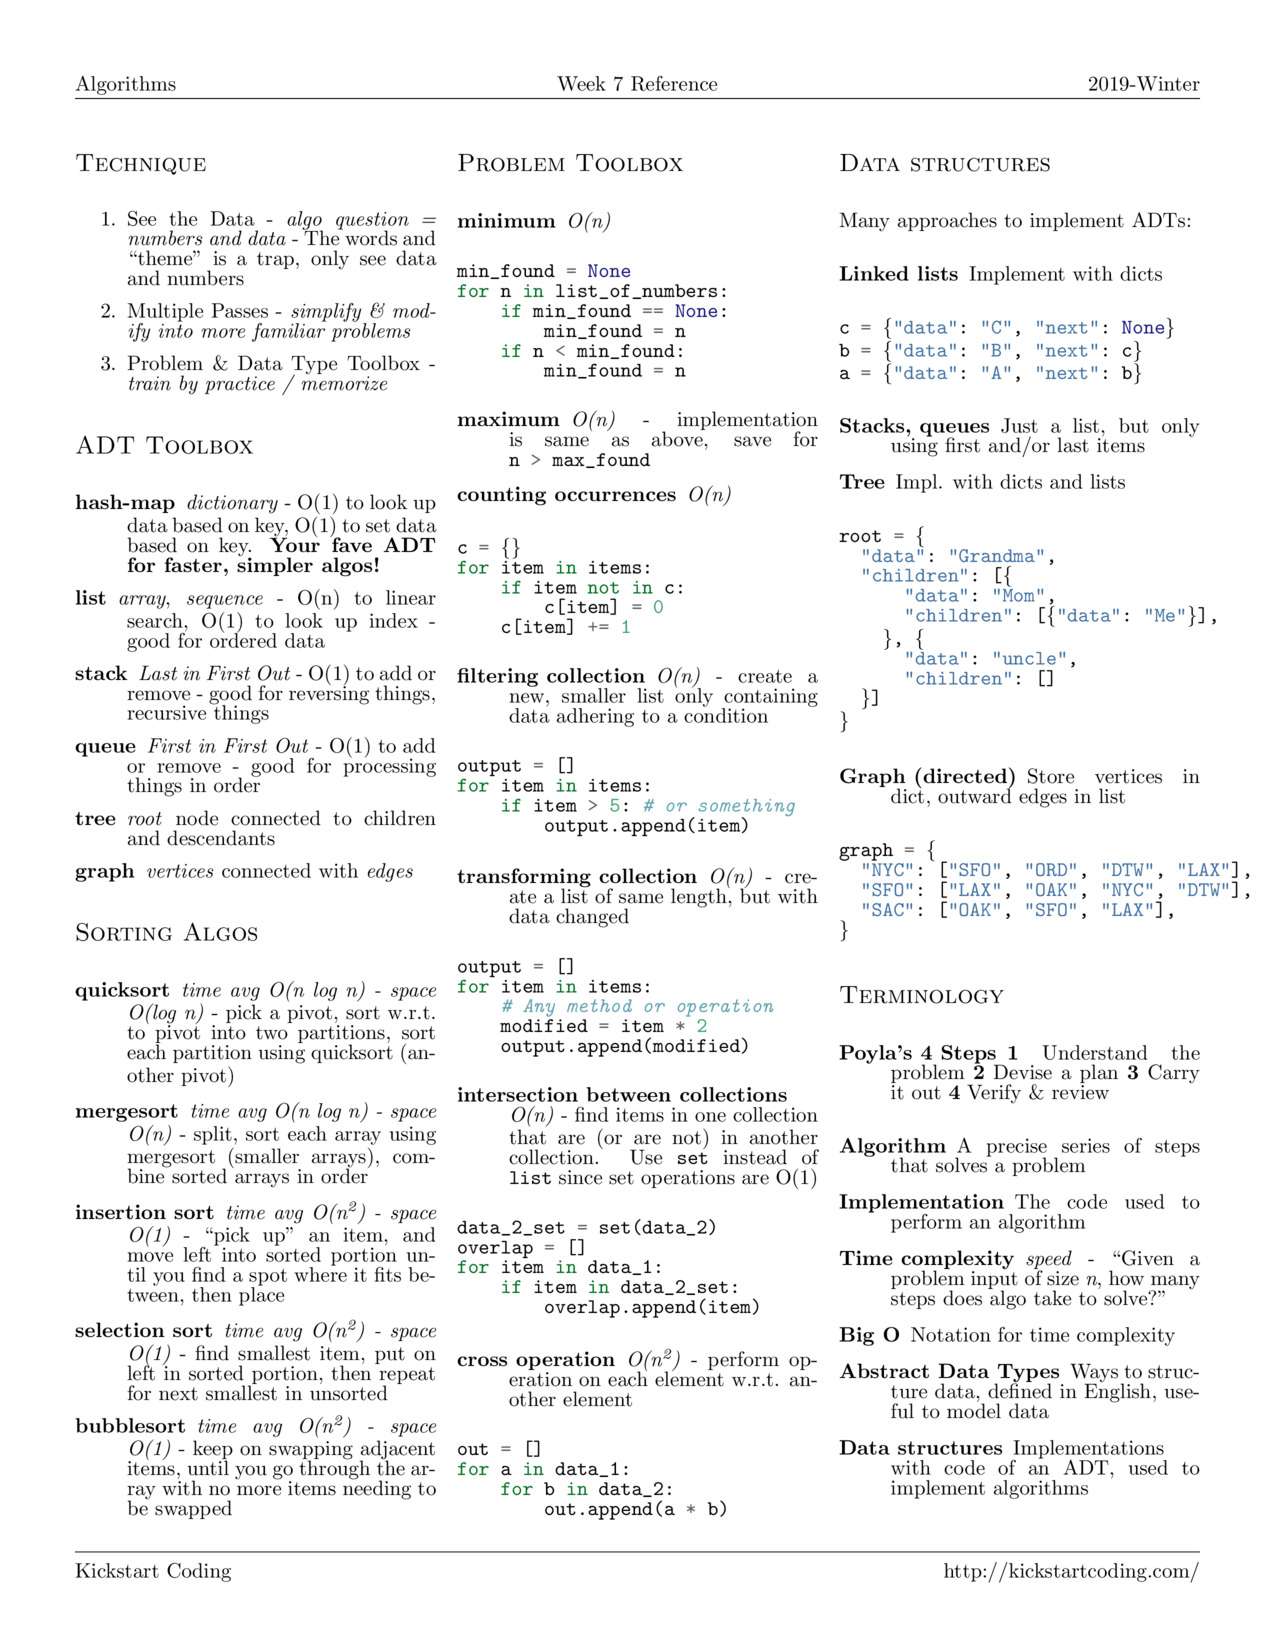 Algorithms
Week 7 Reference
2019-Winter
Technique
1. See the Data - algo question =
numbers and data - The words and
“theme” is a trap, only see data
and numbers
2. Multiple Passes - simplify & mod-
ify into more familiar problems
3. Problem & Data Type Toolbox -
train by practice / memorize
ADT Toolbox
hash-map dictionary - O(1) to look up
data based on key, O(1) to set data
based on key. Your fave ADT
for faster, simpler algos!
list array, sequence - O(n) to linear
search, O(1) to look up index -
good for ordered data
stack Last in First Out - O(1) to add or
remove - good for reversing things,
recursive things
queue First in First Out - O(1) to add
or remove - good for processing
things in order
tree root node connected to children
and descendants
graph vertices connected with edges
Sorting Algos
quicksort time avg O(n log n) - space
O(log n) - pick a pivot, sort w.r.t.
to pivot into two partitions, sort
each partition using quicksort (an-
other pivot)
mergesort time avg O(n log n) - space
O(n) - split, sort each array using
mergesort (smaller arrays), com-
bine sorted arrays in order
insertion sort time avg O(n²) - space
O(1) - “pick up” an item, and
move left into sorted portion un-
til you find a spot where it fits be-
tween, then place
selection sort time avg O(n²) - space
O(1) - find smallest item, put on
left in sorted portion, then repeat
for next smallest in unsorted
bubblesort time avg O(n²) - space
O(1) - keep on swapping adjacent
items, until you go through the ar-
ray with no more items needing to
be swapped
Problem Toolbox
minimum O(n)
min_found = None
for n in list_of_numbers:
    if min_found == None:
        min_found = n
    if n < min_found:
        min_found = n
maximum O(n) - implementation
is same as above, save for
n > max_found
counting occurrences O(n)
c = {}
for item in items:
    if item not in c:
        c[item] = 0
    c[item] += 1
filtering collection O(n) - create a
new, smaller list only containing
data adhering to a condition
output = []
for item in items:
    if item > 5: # or something
        output.append(item)
transforming collection O(n) - cre-
ate a list of same length, but with
data changed
output = []
for item in items:
    # Any method or operation
    modified = item * 2
    output.append(modified)
intersection between collections
O(n) - find items in one collection
that are (or are not) in another
collection. Use set instead of
list since set operations are O(1)
data_2_set = set(data_2)
overlap = []
for item in data_1:
    if item in data_2_set:
        overlap.append(item)
cross operation O(n²) - perform op-
eration on each element w.r.t. an-
other element
out = []
for a in data_1:
    for b in data_2:
        out.append(a * b)
Data structures
Many approaches to implement ADTs:
Linked lists Implement with dicts
c = {"data": "C", "next": None}
b = {"data": "B", "next": c}
a = {"data": "A", "next": b}
Stacks, queues Just a list, but only
using first and/or last items
Tree Impl. with dicts and lists
root = {
  "data": "Grandma",
  "children": [{
      "data": "Mom",
      "children": [{"data": "Me"}],
    }, {
      "data": "uncle",
      "children": []
  }]
}
Graph (directed) Store vertices in
dict, outward edges in list
graph = {
  "NYC": ["SFO", "ORD", "DTW", "LAX"],
  "SFO": ["LAX", "OAK", "NYC", "DTW"],
  "SAC": ["OAK", "SFO", "LAX"],
}
Terminology
Poyla's 4 Steps 1 Understand the
problem 2 Devise a plan 3 Carry
it out 4 Verify & review
Algorithm A precise series of steps
that solves a problem
Implementation The code used to
perform an algorithm
Time complexity speed - “Given a
problem input of size n, how many
steps does algo take to solve?”
Big O Notation for time complexity
Abstract Data Types Ways to struc-
ture data, defined in English, use-
ful to model data
Data structures Implementations
with code of an ADT, used to
implement algorithms
Kickstart Coding
http://kickstartcoding.com/